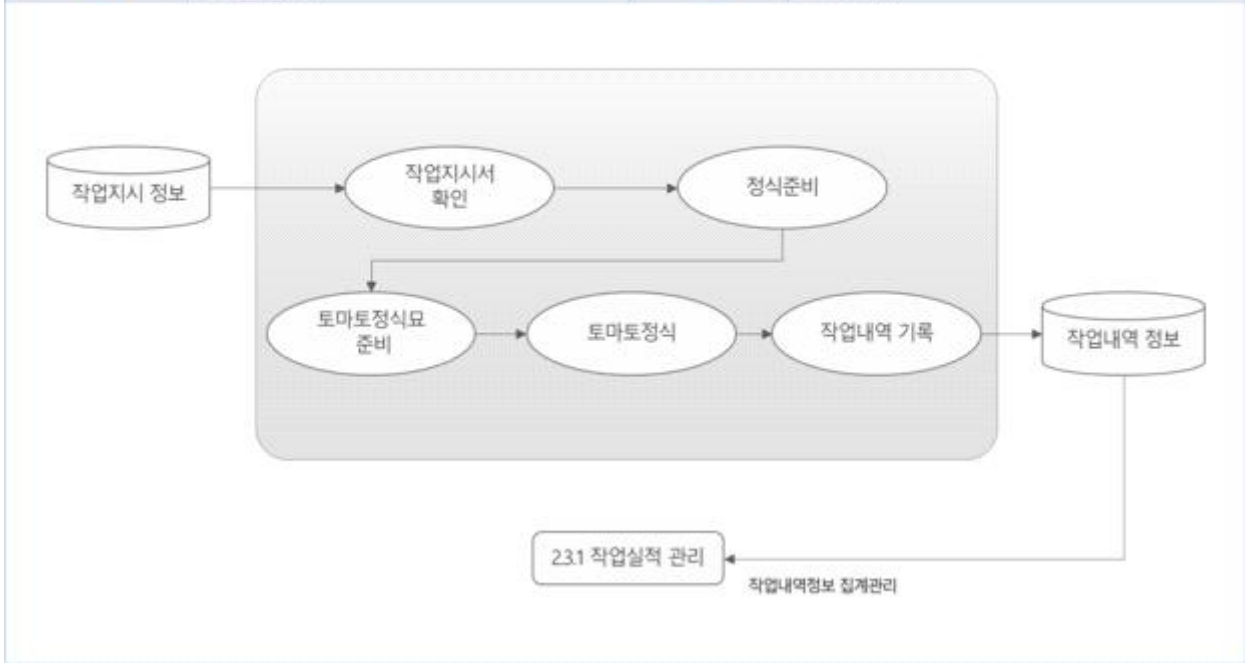 작업지시 정보
작업지시서
확인
정식준비
토마토정식묘
준비
토마토정식
작업내역 기록
작업내역 정보
2.3.1 작업실적 관리
작업내역정보 집계관리